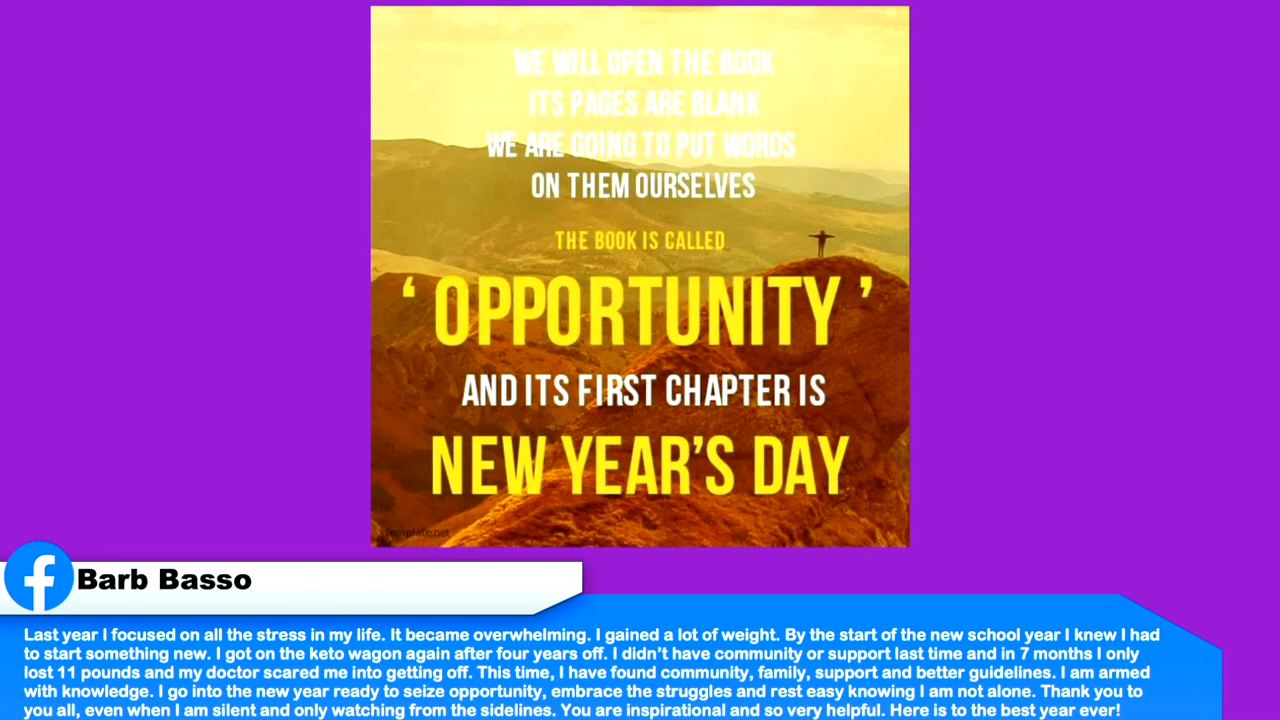 WE WILL OPEN THE BOOK
ITS PAGES ARE BLANK
WE ARE GOING TO PUT WORDS
ON THEM OURSELVES
THE BOOK IS CALLED
‘ OPPORTUNITY ’
AND ITS FIRST CHAPTER IS
NEW YEAR’S DAY
template.net
f
Barb Basso
Last year I focused on all the stress in my life. It became overwhelming. I gained a lot of weight. By the start of the new school year I knew I had
to start something new. I got on the keto wagon again after four years off. I didn’t have community or support last time and in 7 months I only
lost 11 pounds and my doctor scared me into getting off. This time, I have found community, family, support and better guidelines. I am armed
with knowledge. I go into the new year ready to seize opportunity, embrace the struggles and rest easy knowing I am not alone. Thank you to
you all, even when I am silent and only watching from the sidelines. You are inspirational and so very helpful. Here is to the best year ever!